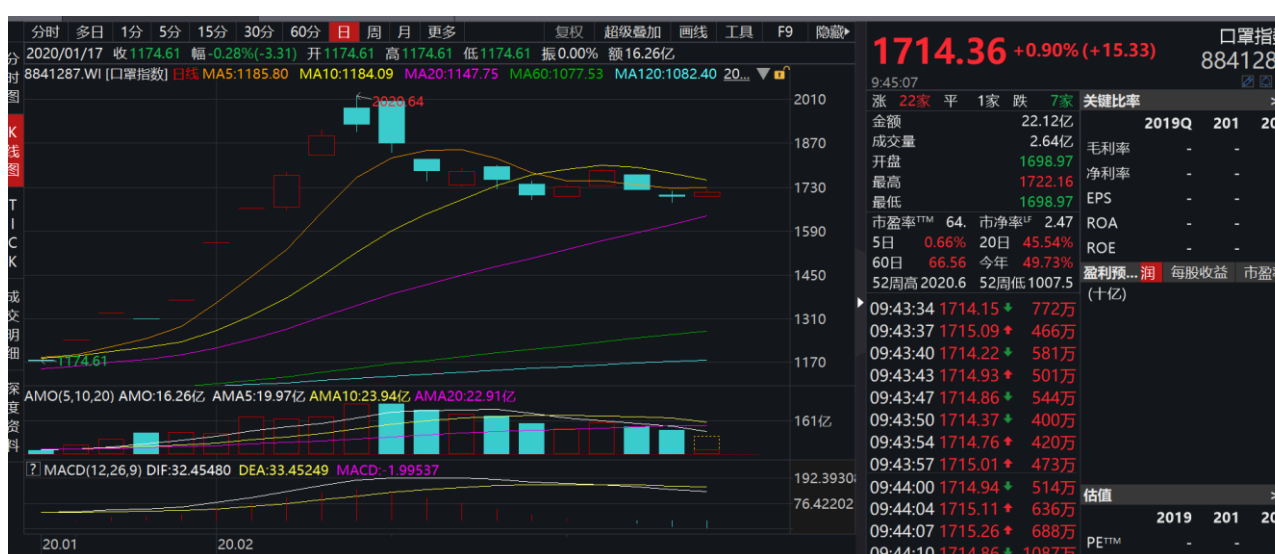 分时 多日 1分 5分 15分 30分 60分 日 周 月 更多 复权 超级叠加 画线 工具 F9 隐藏
2020/01/17 收1174.61 幅-0.28%(-3.31) 开1174.61 高1174.61 低1174.61 振0.00% 额16.26亿
8841287.WI [口罩指数] 日线 MA5:1185.80 MA10:1184.09 MA20:1147.75 MA60:1077.53 MA120:1082.40 20...
分时图
K线图
TICK
成交明细
深度资料
2020.64
1174.61
2010
1870
1730
1590
1450
1310
1170
AMO(5,10,20) AMO:16.26亿 AMA5:19.97亿 AMA10:23.94亿 AMA20:22.91亿
161亿
? MACD(12,26,9) DIF:32.45480 DEA:33.45249 MACD:-1.99537
192.3930
76.42202
20.01 20.02
1714.36 +0.90% (+15.33)
口罩指
884128
9:45:07
涨 22家 平 1家 跌 7家
金额 22.12亿
成交量 2.64亿
开盘 1698.97
最高 1722.16
最低 1698.97
市盈率TTM 64. 市净率LF 2.47
5日 0.66% 20日 45.54%
60日 66.56 今年 49.73%
52周高 2020.6 52周低 1007.5
09:43:34 1714.15 772万
09:43:37 1715.09 466万
09:43:40 1714.22 581万
09:43:43 1714.93 501万
09:43:47 1714.86 544万
09:43:50 1714.37 400万
09:43:54 1714.76 420万
09:43:57 1715.01 473万
09:44:00 1714.94 514万
09:44:04 1715.11 636万
09:44:07 1715.26 688万
09:44:10 1714.86 1087万
关键比率 >
2019Q 201 20
毛利率 - -
净利率 - -
EPS - -
ROA - -
ROE - -
盈利预... 润 每股收益 市盈
(十亿)
估值 >
2019 201 20
PETTM - -